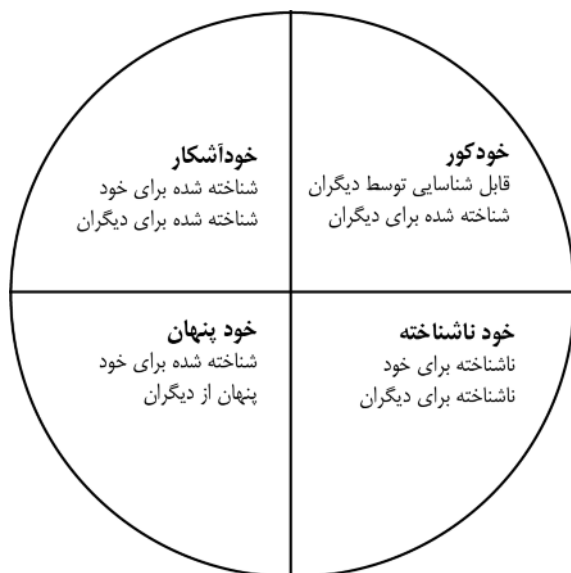 خودکور
قابل شناسایی توسط دیگران
شناخته شده برای دیگران
خودآشکار
شناخته شده برای خود
شناخته شده برای دیگران
خود ناشناخته
ناشناخته برای خود
ناشناخته برای دیگران
خود پنهان
شناخته شده برای خود
پنهان از دیگران